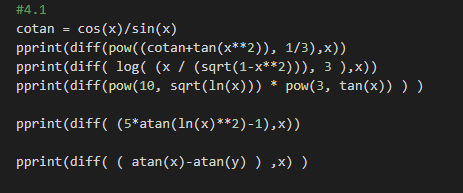 #4.1
cotan = cos(x)/sin(x)
pprint(diff(pow((cotan+tan(x**2)), 1/3),x))
pprint(diff( log( (x / (sqrt(1-x**2))), 3 ),x))
pprint(diff(pow(10, sqrt(ln(x))) * pow(3, tan(x)) ) )
pprint(diff( (5*atan(ln(x)**2)-1),x))
pprint(diff( ( atan(x)-atan(y) ) ,x) )